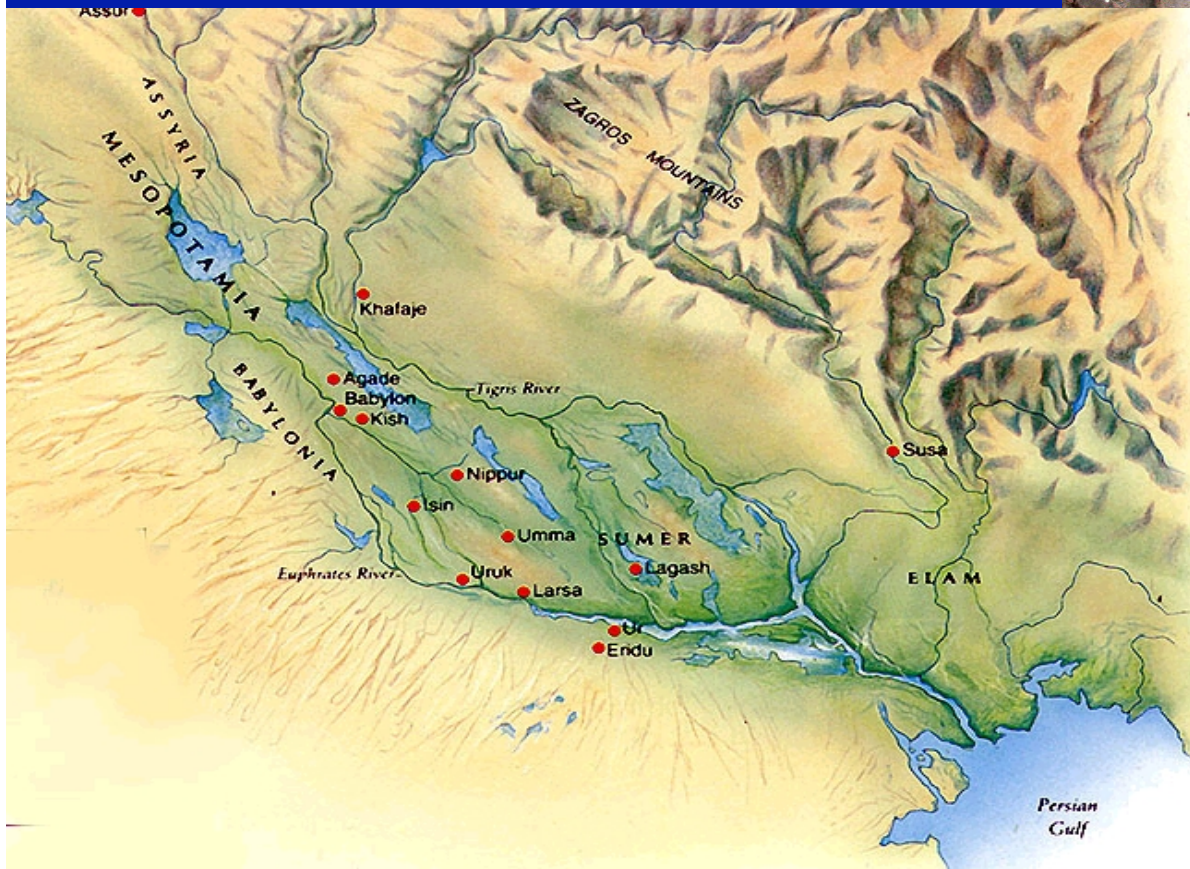 Assur
ASSYRIA
MESOPOTAMIA
ZAGROS MOUNTAINS
Khafaje
BABYLONIA
Agade
Babylon
Kish
Tigris River
Nippur
Susa
Isin
Umma
SUMER
Lagash
Euphrates River
Uruk
Larsa
ELAM
Ur
Eridu
Persian
Gulf